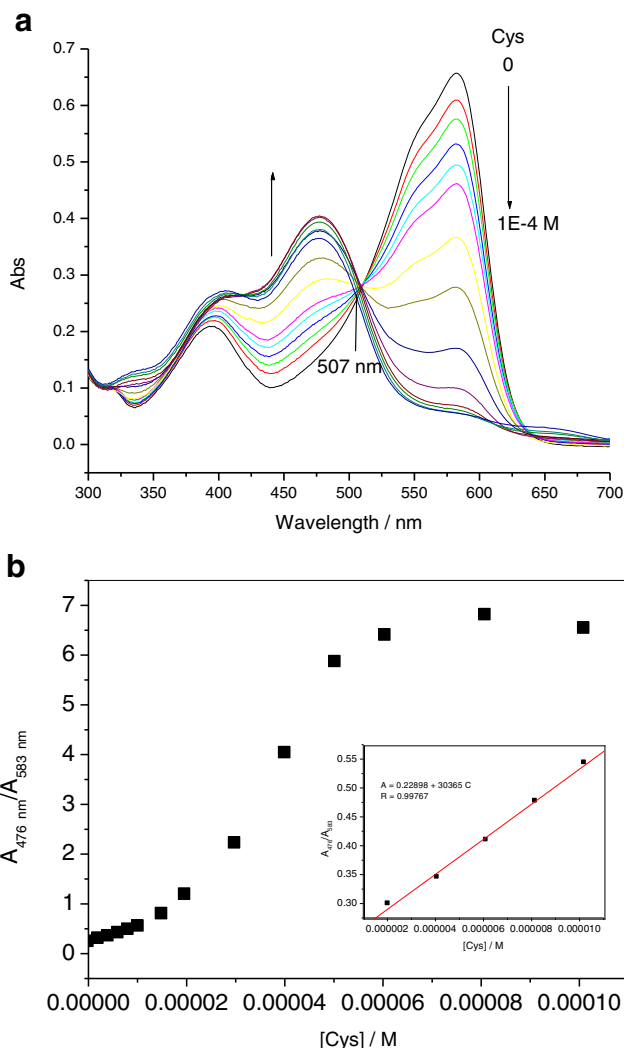 a
Cys
0
1E-4 M
507 nm
0.7
0.6
0.5
0.4
0.3
0.2
0.1
0.0
Abs
300 350 400 450 500 550 600 650 700
Wavelength / nm
b
7
6
5
4
3
2
1
0
A476 nm/A583 nm
0.00000 0.00002 0.00004 0.00006 0.00008 0.00010
[Cys] / M
A = 0.22898 + 30365 C
R = 0.99767
0.55
0.50
0.45
0.40
0.35
0.30
A476/A583
0.000002 0.000004 0.000006 0.000008 0.000010
[Cys] / M